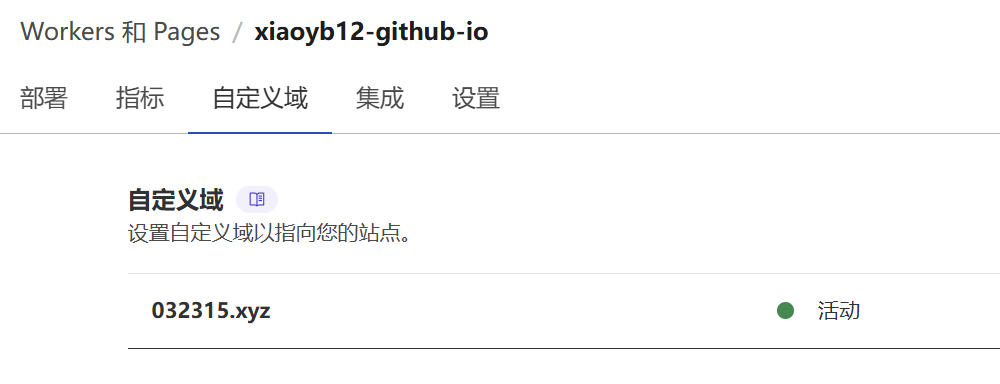 Workers 和 Pages / xiaoyb12-github-io
部署 指标 自定义域 集成 设置
自定义域
设置自定义域以指向您的站点。
032315.xyz 活动